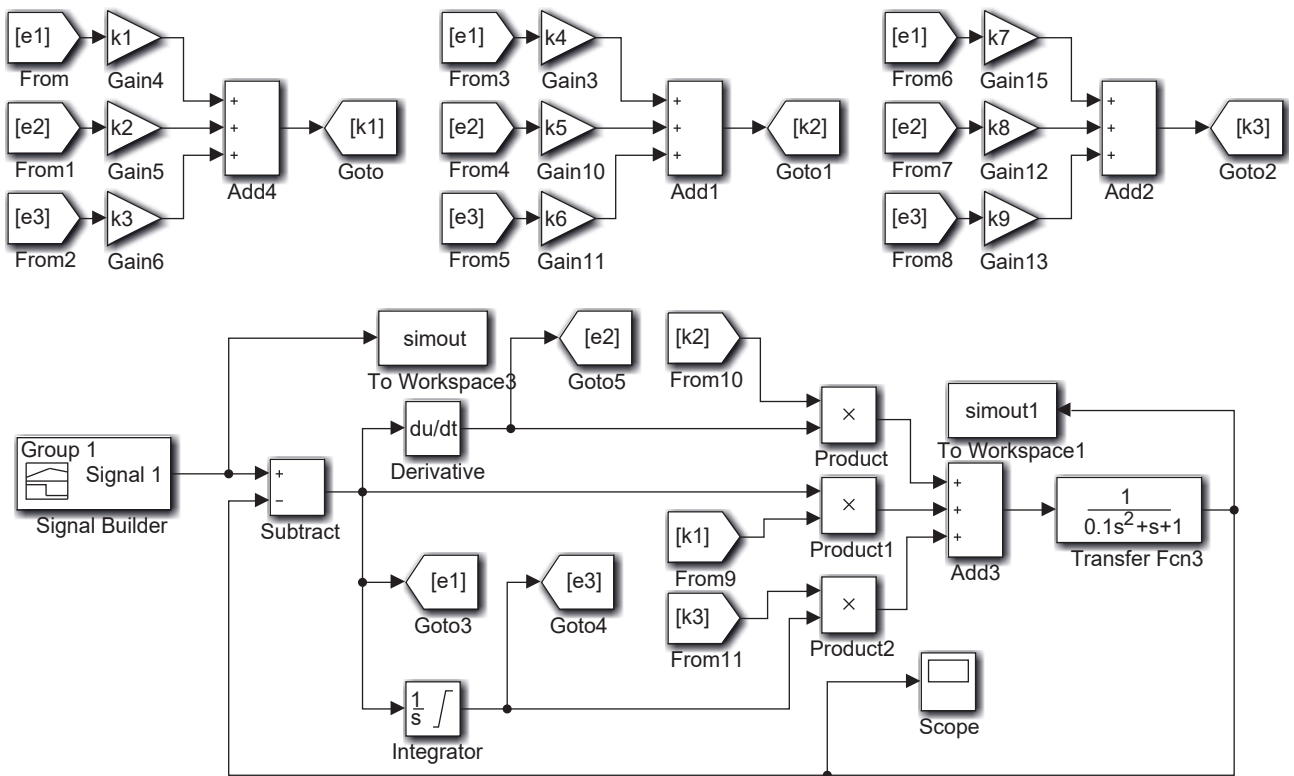 [e1] k1 [e1] k4 [e1] k7
From Gain4 From3 Gain3 From6 Gain15
+ + +
[e2] k2 + [k1] [e2] k5 + [k2] [e2] k8 + [k3]
+ + +
From1 Gain5 Goto From4 Gain10 Goto1 From7 Gain12 Goto2
Add4 Add1 Add2
[e3] k3 [e3] k6 [e3] k9
From2 Gain6 From5 Gain11 From8 Gain13
simout [e2] [k2]
To Workspace3 Goto5 From10
du/dt × simout1
Derivative Product To Workspace1
Group 1
Signal 1
Signal Builder
+
−
Subtract
×
Product1
[k1]
From9
+
+
+
Add3
1
0.1s²+s+1
Transfer Fcn3
[e1] [e3]
Goto3 Goto4
[k3]
From11
×
Product2
1
s
Integrator
Scope